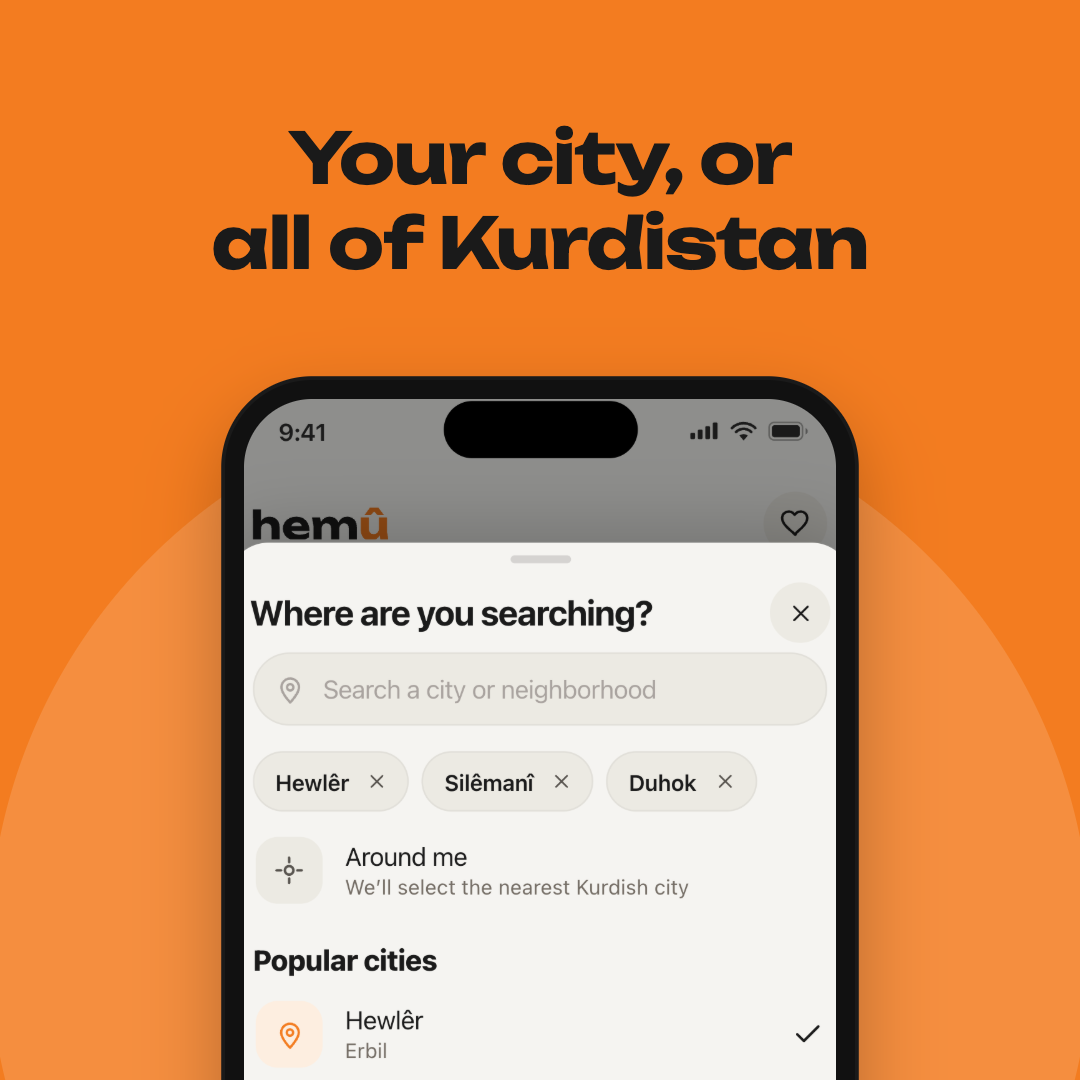 Your city, or
all of Kurdistan
9:41
hemû
Where are you searching?
Search a city or neighborhood
Hewlêr
Silêmanî
Duhok
Around me
We’ll select the nearest Kurdish city
Popular cities
Hewlêr
Erbil